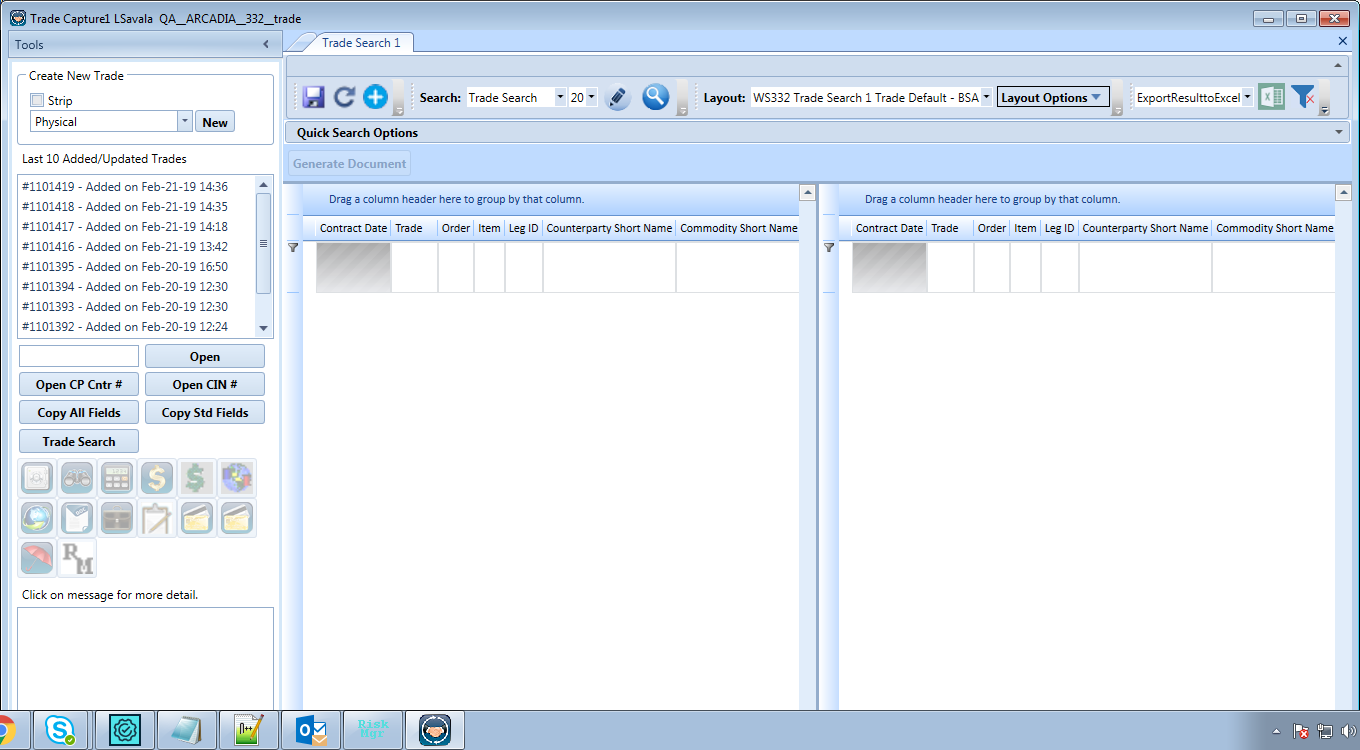 Trade Capture1 LSavala QA__ARCADIA__332__trade
Tools
Trade Search 1
Create New Trade
Strip
Physical
New
Last 10 Added/Updated Trades
#1101419 - Added on Feb-21-19 14:36
#1101418 - Added on Feb-21-19 14:35
#1101417 - Added on Feb-21-19 14:18
#1101416 - Added on Feb-21-19 13:42
#1101395 - Added on Feb-20-19 16:50
#1101394 - Added on Feb-20-19 12:30
#1101393 - Added on Feb-20-19 12:30
#1101392 - Added on Feb-20-19 12:24
Open
Open CP Cntr # Open CIN #
Copy All Fields Copy Std Fields
Trade Search
RM
Click on message for more detail.
Search: Trade Search 20 Layout: WS332 Trade Search 1 Trade Default - BSA Layout Options ExportResulttoExcel
Quick Search Options
Generate Document
Drag a column header here to group by that column.
Contract Date Trade Order Item Leg ID Counterparty Short Name Commodity Short Name
Drag a column header here to group by that column.
Contract Date Trade Order Item Leg ID Counterparty Short Name Commodity Short Name
Risk
Mgr